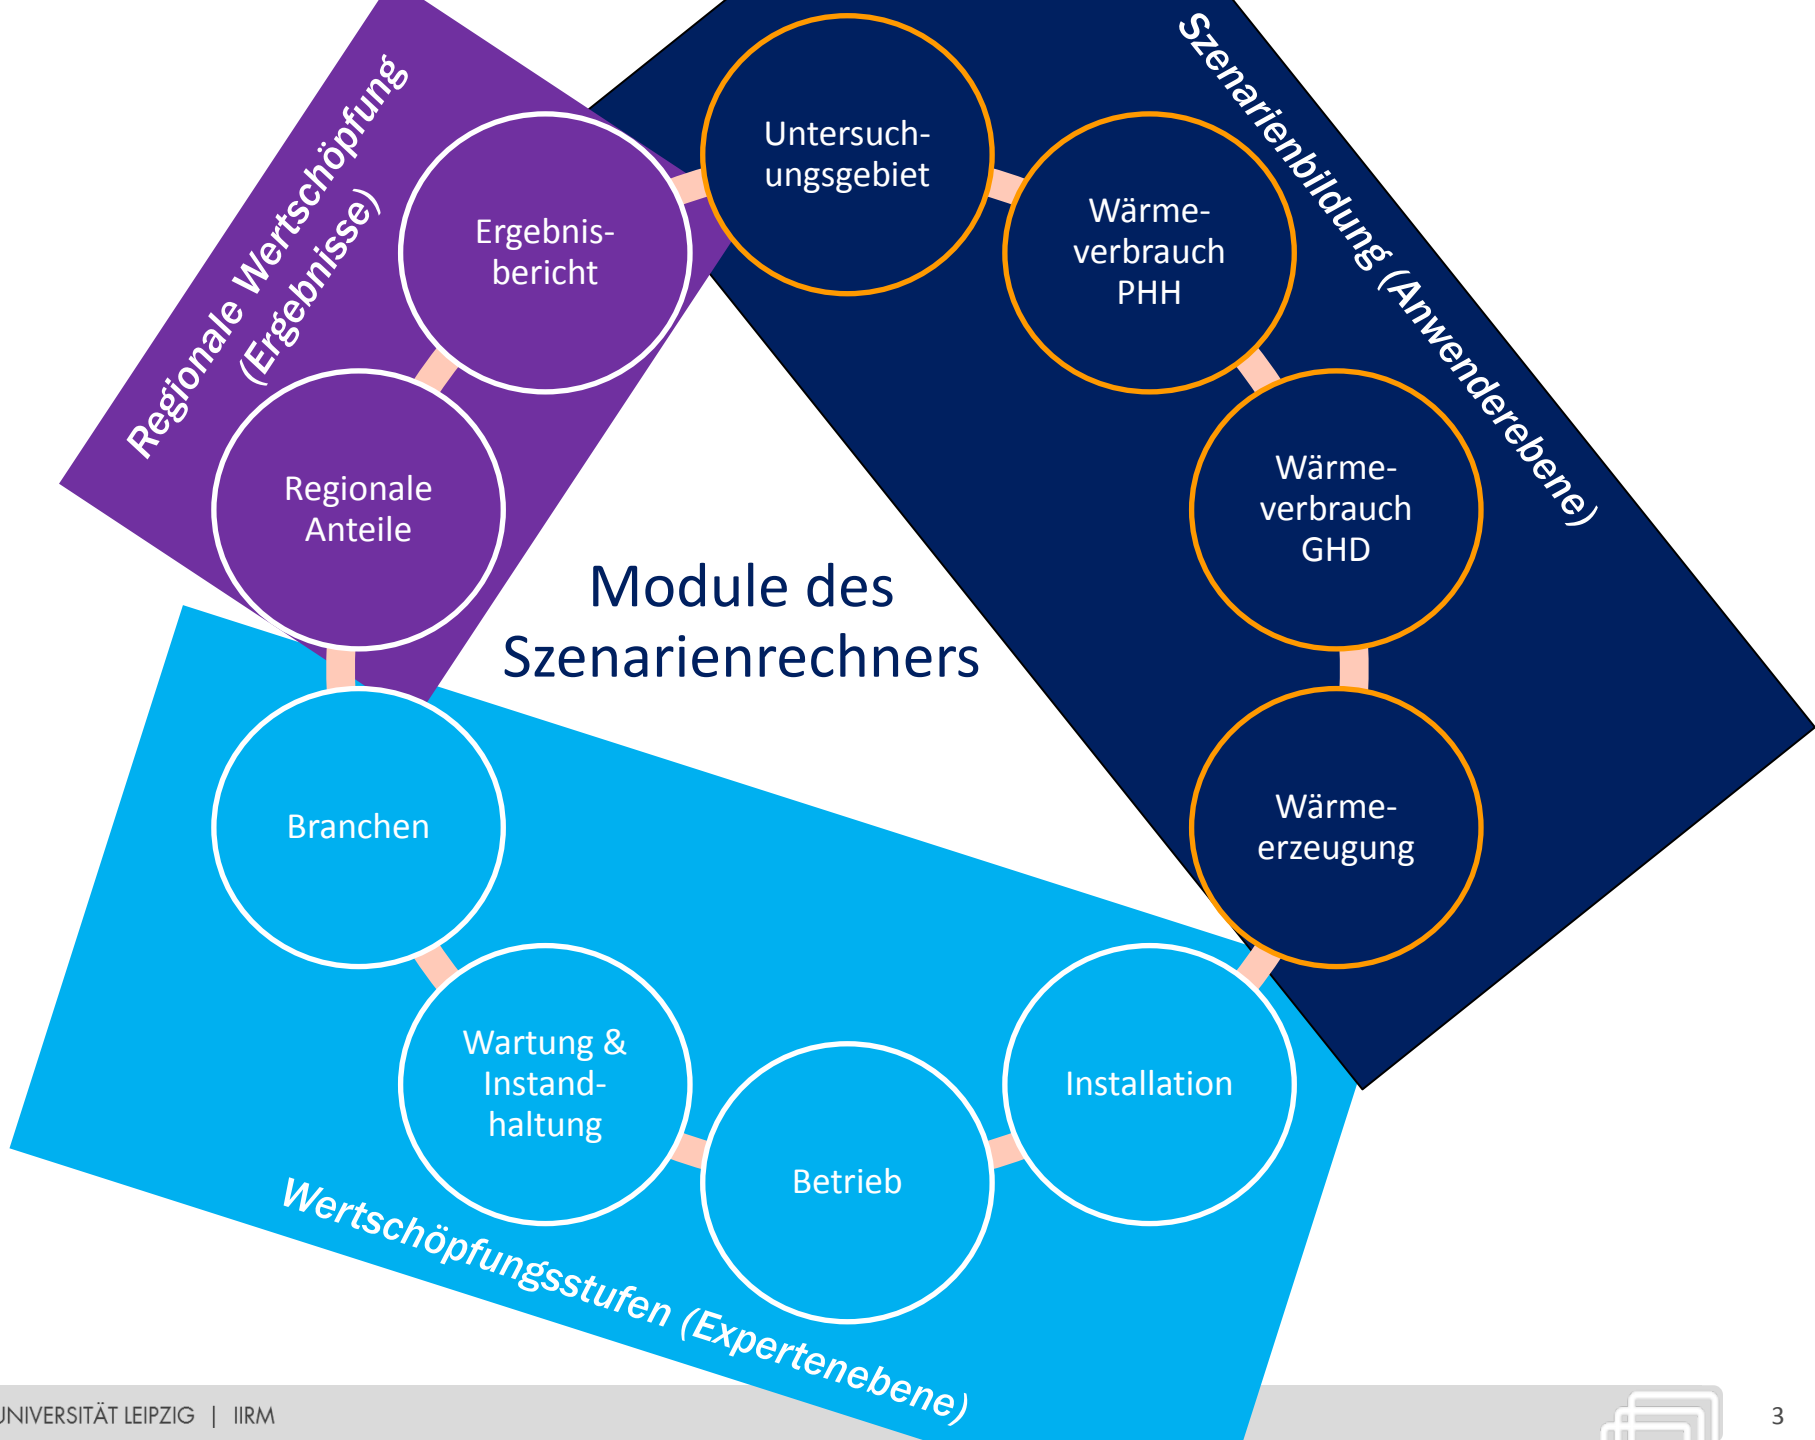 Regionale Wertschöpfung
(Ergebnisse)
Szenarienbildung (Anwenderebene)
Untersuch-
ungsgebiet
Wärme-
verbrauch
PHH
Wärme-
verbrauch
GHD
Wärme-
erzeugung
Installation
Betrieb
Wartung &
Instand-
haltung
Branchen
Regionale
Anteile
Ergebnis-
bericht
Module des
Szenarienrechners
Wertschöpfungsstufen (Expertenebene)
UNIVERSITÄT LEIPZIG | IIRM
3